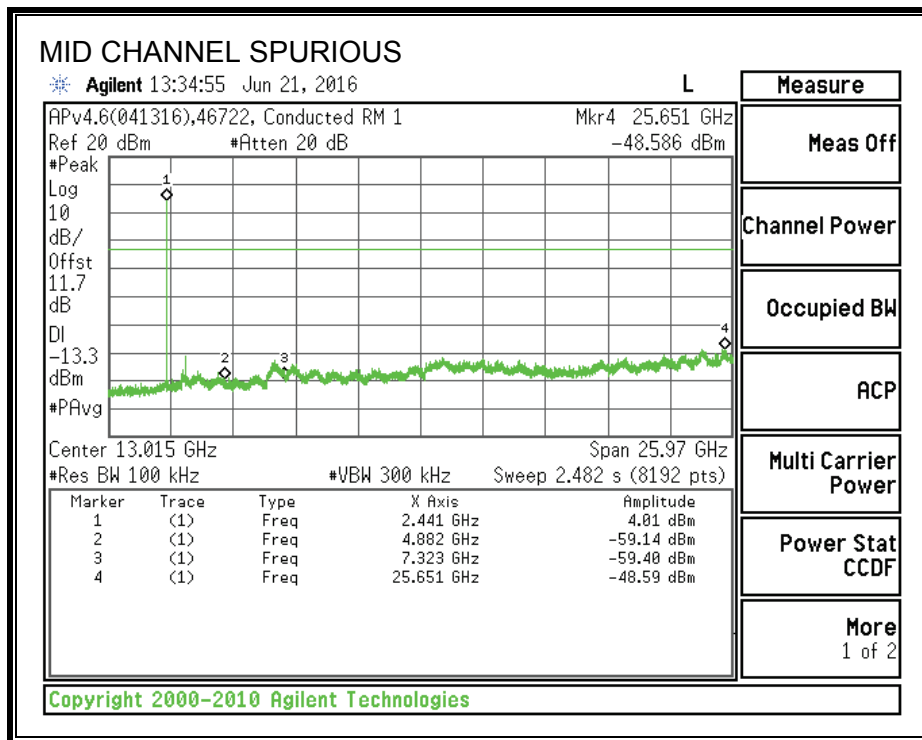 MID CHANNEL SPURIOUS
Agilent 13:34:55 Jun 21, 2016 L
APv4.6(041316),46722, Conducted RM 1 Mkr4 25.651 GHz
Ref 20 dBm #Atten 20 dB -48.586 dBm
#Peak
Log
10
dB/
Offst
11.7
dB
DI
-13.3
dBm
#PAvg
1
2
3
4
Center 13.015 GHz Span 25.97 GHz
#Res BW 100 kHz #VBW 300 kHz Sweep 2.482 s (8192 pts)
Marker Trace Type X Axis Amplitude
1 (1) Freq 2.441 GHz 4.01 dBm
2 (1) Freq 4.882 GHz -59.14 dBm
3 (1) Freq 7.323 GHz -59.40 dBm
4 (1) Freq 25.651 GHz -48.59 dBm
Measure
Meas Off
Channel Power
Occupied BW
ACP
Multi Carrier
Power
Power Stat
CCDF
More
1 of 2
Copyright 2000-2010 Agilent Technologies